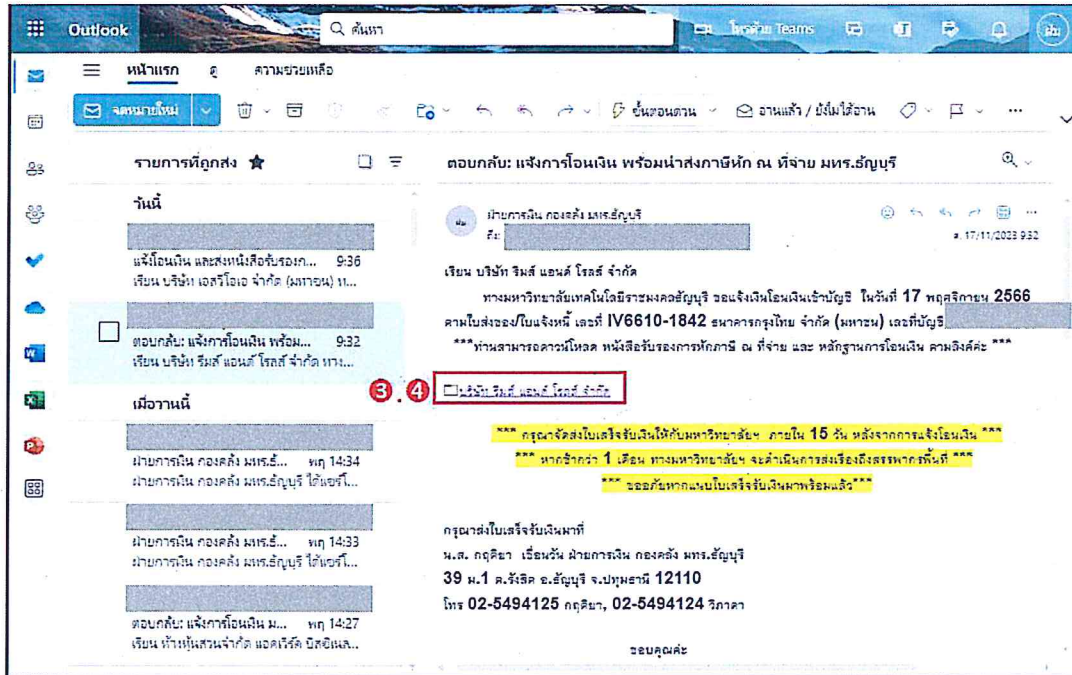 Outlook
ค้นหา
โทรด้วย Teams
หน้าแรก ดู ความช่วยเหลือ
จดหมายใหม่
ขั้นตอนด่วน
อ่านแล้ว / ยังไม่ได้อ่าน
รายการที่ถูกส่ง
วันนี้
แจ้งโอนเงิน และส่งหนังสือรับรองก... 9:36
เรียน บริษัท เอสวีโอเอ จำกัด (มหาชน) ท...
ตอบกลับ: แจ้งการโอนเงิน พร้อม... 9:32
เรียน บริษัท รีมส์ แอนด์ โรลส์ จำกัด ทาง...
เมื่อวานนี้
ฝ่ายการเงิน กองคลัง มทร.ธั... พฤ 14:34
ฝ่ายการเงิน กองคลัง มทร.ธัญบุรี ได้แชร์โ...
ฝ่ายการเงิน กองคลัง มทร.ธั... พฤ 14:33
ฝ่ายการเงิน กองคลัง มทร.ธัญบุรี ได้แชร์โ...
ตอบกลับ: แจ้งการโอนเงิน ม... พฤ 14:27
เรียน ห้างหุ้นส่วนจำกัด แอคเวิร์ค บิสซิเนส...
ตอบกลับ: แจ้งการโอนเงิน พร้อมนำส่งภาษีหัก ณ ที่จ่าย มทร.ธัญบุรี
ฝ่ายการเงิน กองคลัง มทร.ธัญบุรี
ถึง:
ศ. 17/11/2023 9:32
เรียน บริษัท รีมส์ แอนด์ โรลส์ จำกัด
ทางมหาวิทยาลัยเทคโนโลยีราชมงคลธัญบุรี ขอแจ้งเงินโอนเงินเข้าบัญชี ในวันที่ 17 พฤศจิกายน 2566
ตามใบส่งของ/ใบแจ้งหนี้ เลขที่ IV6610-1842 ธนาคารกรุงไทย จำกัด (มหาชน) เลขที่บัญชี
***ท่านสามารถดาวน์โหลด หนังสือรับรองการหักภาษี ณ ที่จ่าย และ หลักฐานการโอนเงิน ตามลิงค์ค่ะ ***
3.4
บริษัท รีมส์ แอนด์ โรลส์ จำกัด
*** กรุณาจัดส่งใบเสร็จรับเงินให้กับมหาวิทยาลัยฯ ภายใน 15 วัน หลังจากการแจ้งโอนเงิน ***
*** หากช้ากว่า 1 เดือน ทางมหาวิทยาลัยฯ จะดำเนินการส่งเรื่องถึงสรรพากรพื้นที่ ***
*** ขออภัยหากแนบใบเสร็จรับเงินมาพร้อมแล้ว***
กรุณาส่งใบเสร็จรับเงินมาที่
น.ส. กฤติยา เขื่อนวัน ฝ่ายการเงิน กองคลัง มทร.ธัญบุรี
39 ม.1 ต.รังสิต อ.ธัญบุรี จ.ปทุมธานี 12110
โทร 02-5494125 กฤติยา, 02-5494124 วิภาดา
ขอบคุณค่ะ